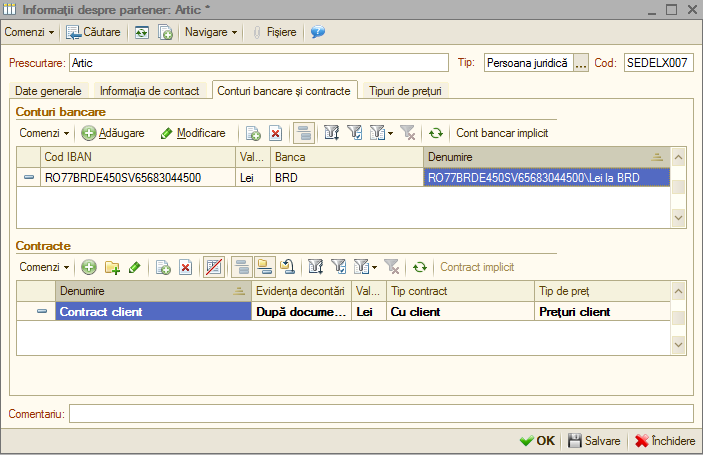 Informații despre partener: Artic *
Comenzi Căutare Navigare Fișiere
Prescurtare: Artic Tip: Persoana juridică ... Cod: SEDELX007
Date generale Informația de contact Conturi bancare și contracte Tipuri de prețuri
Conturi bancare
Comenzi Adăugare Modificare Cont bancar implicit
Cod IBAN Val... Banca Denumire
RO77BRDE450SV65683044500 Lei BRD RO77BRDE450SV65683044500\Lei la BRD
Contracte
Comenzi Contract implicit
Denumire Evidența decontări Val... Tip contract Tip de preț
Contract client După docume... Lei Cu client Prețuri client
Comentariu:
OK Salvare Închidere